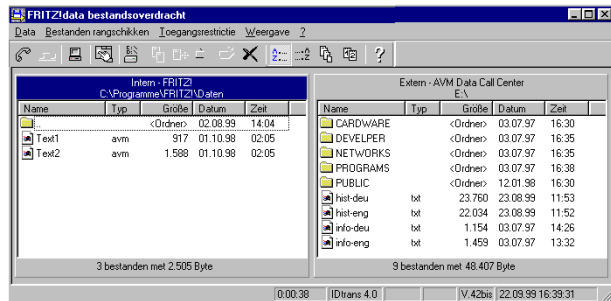 FRITZ!data bestandsoverdracht
Data Bestanden rangschikken Toegangsrestrictie Weergave ?
Intern - FRITZ!
C:\Programme\FRITZ!\Daten
Name Typ Größe Datum Zeit
.. <Ordner> 02.08.99 14:04
Text1 avm 917 01.10.98 02:05
Text2 avm 1.588 01.10.98 02:05
3 bestanden met 2.505 Byte
Extern - AVM Data Call Center
E:\
Name Typ Größe Datum Zeit
CARDWARE <Ordner> 03.07.97 16:30
DEVELPER <Ordner> 03.07.97 16:35
NETWORKS <Ordner> 03.07.97 16:35
PROGRAMS <Ordner> 03.07.97 16:38
PUBLIC <Ordner> 12.01.98 16:30
hist-deu txt 23.760 23.08.99 11:53
hist-eng txt 22.034 23.08.99 11:52
info-deu txt 1.154 03.07.97 14:26
info-eng txt 1.459 03.07.97 13:32
9 bestanden met 48.407 Byte
0:00:38 IDtrans 4.0 V.42bis 22.09.99 16:39:31